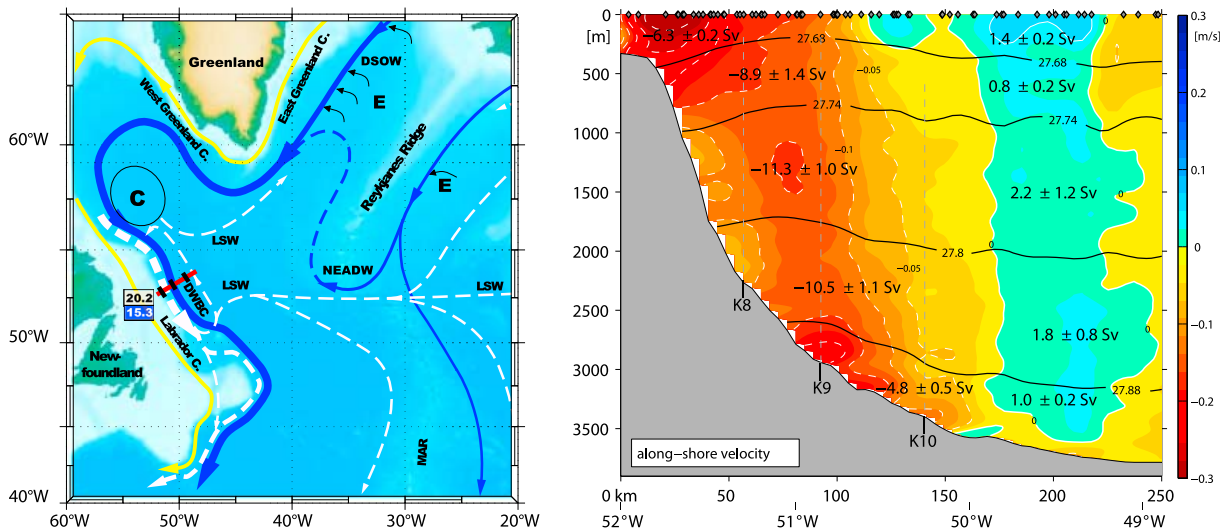 Greenland
DSOW
E
East Greenland C.
West Greenland C.
Reykjanes Ridge
E
C
LSW
NEADW
LSW
LSW
DWBC
20.2
15.3
Labrador C.
New-
foundland
MAR
60°W
50°W
40°W
60°W
50°W
40°W
30°W
20°W
0
[m]
500
1000
1500
2000
2500
3000
3500
−6.3 ± 0.2 Sv
27.68
−8.9 ± 1.4 Sv
−0.05
1.4 ± 0.2 Sv
0
27.68
0.8 ± 0.2 Sv
27.74
27.74
−0.1
−11.3 ± 1.0 Sv
2.2 ± 1.2 Sv
0
0
27.8
−0.05
K8
−10.5 ± 1.1 Sv
1.8 ± 0.8 Sv
0
K9
−4.8 ± 0.5 Sv
27.88
1.0 ± 0.2 Sv
0
K10
along−shore velocity
0 km
50
100
150
200
250
52°W
51°W
50°W
49°W
0.3
[m/s]
0.2
0.1
0
−0.1
−0.2
−0.3